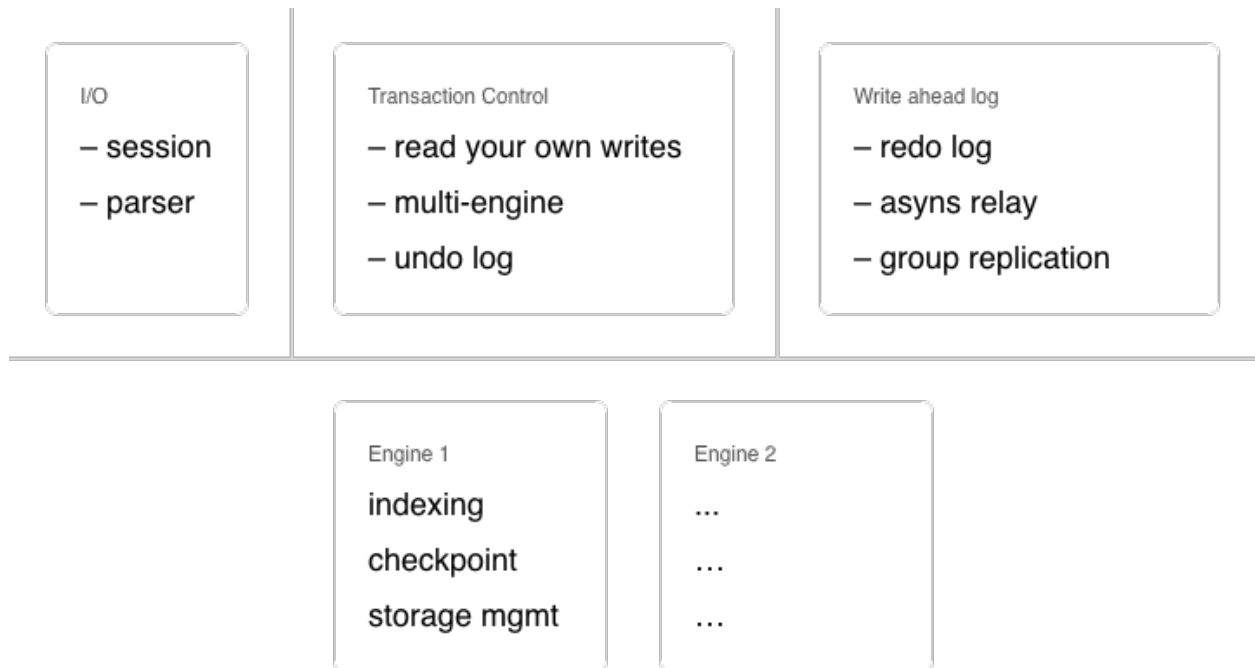 I/O
– session
– parser
Transaction Control
– read your own writes
– multi-engine
– undo log
Write ahead log
– redo log
– asyns relay
– group replication
Engine 1
indexing
checkpoint
storage mgmt
Engine 2
...
…
…